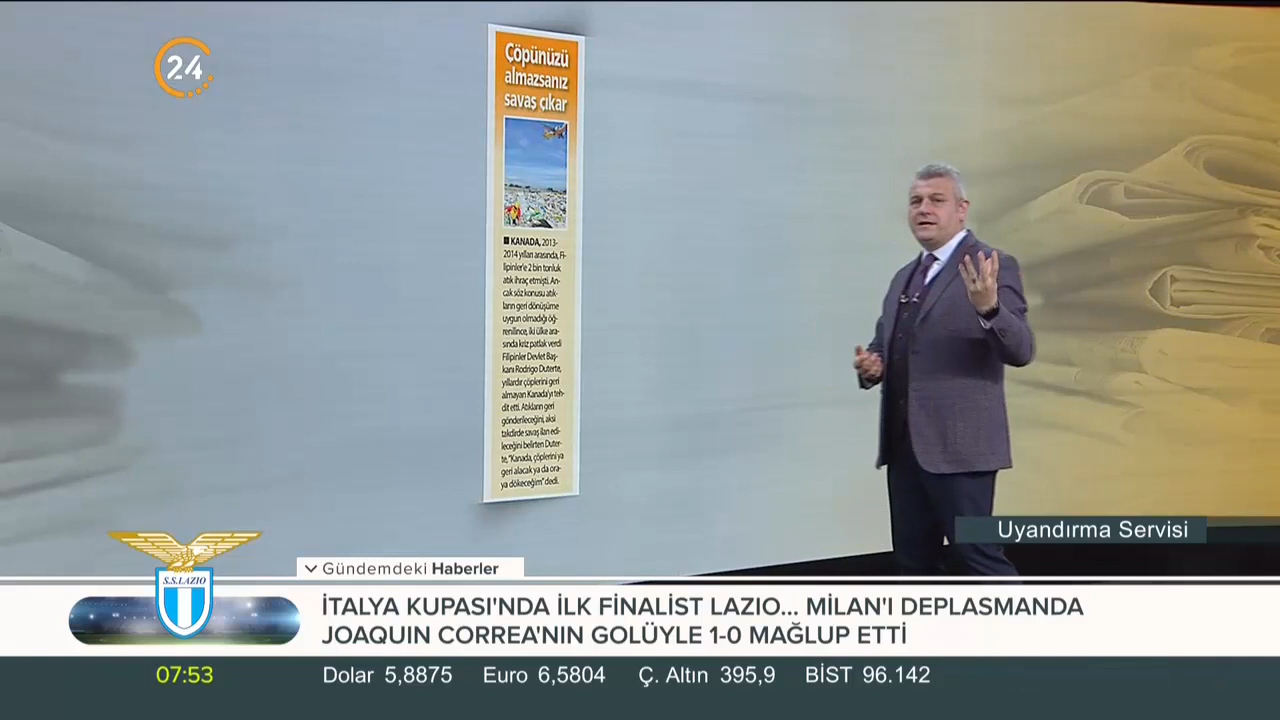 24
Çöpünüzü
almazsanız
savaş çıkar
KANADA, 2013-
2014 yılları arasında, Fi-
lipinler'e 2 bin tonluk
atık ihraç etmişti. An-
cak söz konusu atık-
ların geri dönüşüme
uygun olmadığı öğ-
renilince, iki ülke ara-
sında kriz patlak verdi
Filipinler Devlet Baş-
kanı Rodrigo Duterte,
yıllardır çöplerini geri
almayan Kanada'yı teh-
dit etti. Atıkların geri
gönderileceğini, aksi
takdirde savaş ilan edi-
leceğini belirten Duter-
te, "Kanada, çöplerini ya
geri alacak ya da ora-
ya dökeceğim" dedi.
Uyandırma Servisi
Gündemdeki Haberler
S.S.LAZIO
İTALYA KUPASI'NDA İLK FİNALİST LAZIO... MİLAN'I DEPLASMANDA
JOAQUIN CORREA'NIN GOLÜYLE 1-0 MAĞLUP ETTİ
07:53 Dolar 5,8875 Euro 6,5804 Ç. Altın 395,9 BİST 96.142